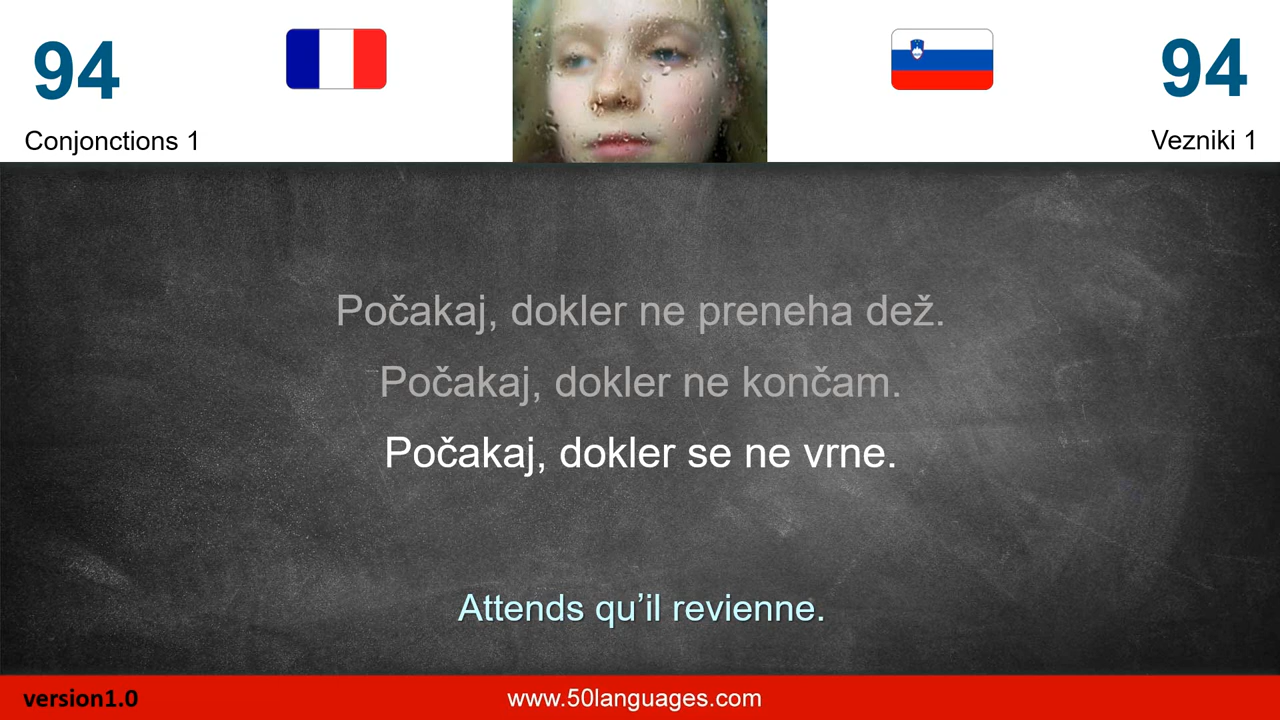 94
94
Conjonctions 1
Vezniki 1
Počakaj, dokler ne preneha dež.
Počakaj, dokler ne končam.
Počakaj, dokler se ne vrne.
Attends qu’il revienne.
version1.0
www.50languages.com